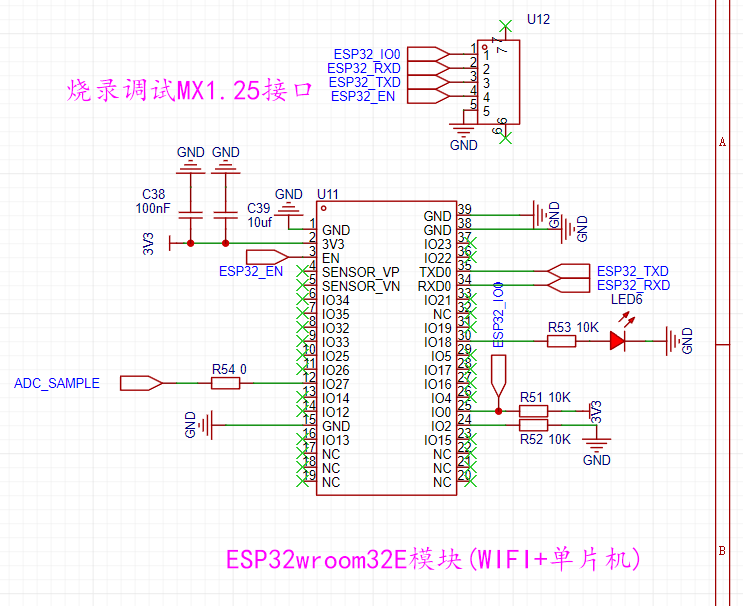 U12
7
7
ESP32_IO0 1 1
ESP32_RXD 2 2
ESP32_TXD 3 3
ESP32_EN 4 4
5 5
6
6
GND
烧录调试MX1.25接口
A
GND GND
C38
100nF
C39
10uf
3V3
GND
U11
1 GND
2 3V3
3 EN
ESP32_EN
4 SENSOR_VP
5 SENSOR_VN
6 IO34
7 IO35
8 IO32
9 IO33
10 IO25
11 IO26
12 IO27
13 IO14
14 IO12
15 GND
16 IO13
17 NC
18 NC
19 NC
ADC_SAMPLE
R54 0
GND
GND 39
GND 38
IO23 37
IO22 36
TXD0 35
RXD0 34
IO21 33
NC 32
IO19 31
IO18 30
IO5 29
IO17 28
IO16 27
IO4 26
IO0 25
IO2 24
IO15 23
NC 22
NC 21
NC 20
GND
GND
ESP32_TXD
ESP32_RXD
ESP32_IO0
LED6
R53 10K
GND
R51 10K
3V3
R52 10K
GND
B
ESP32wroom32E模块(WIFI+单片机)